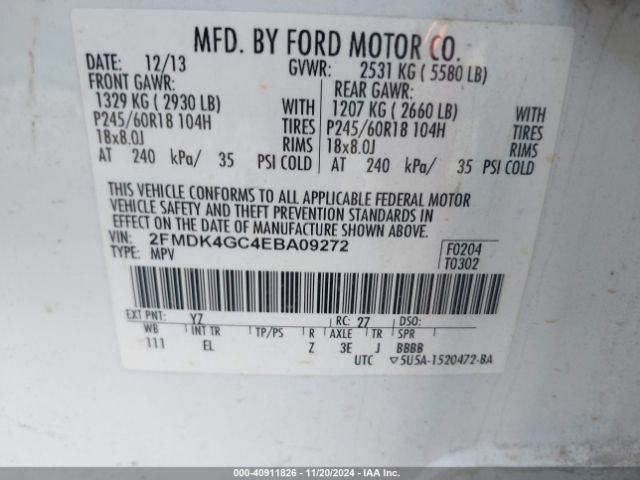 MFD. BY FORD MOTOR CO.
DATE: 12/13 GVWR: 2531 KG ( 5580 LB)
FRONT GAWR: REAR GAWR:
1329 KG ( 2930 LB) WITH 1207 KG ( 2660 LB) WITH
P245/60R18 104H TIRES P245/60R18 104H TIRES
18x8.0J RIMS 18x8.0J RIMS
AT 240 kPa/ 35 PSI COLD AT 240 kPa/ 35 PSI COLD
THIS VEHICLE CONFORMS TO ALL APPLICABLE FEDERAL MOTOR
VEHICLE SAFETY AND THEFT PREVENTION STANDARDS IN
EFFECT ON THE DATE OF MANUFACTURE SHOWN ABOVE.
VIN: 2FMDK4GC4EBA09272 F0204
TYPE: MPV T0302
EXT PNT: YZ RC: 27 DSO:
WB INT TR TP/PS R AXLE TR SPR
111 EL Z 3E J BBBB
UTC ▽5U5A-1520472-BA
000-40911826 - 11/20/2024 - IAA Inc.